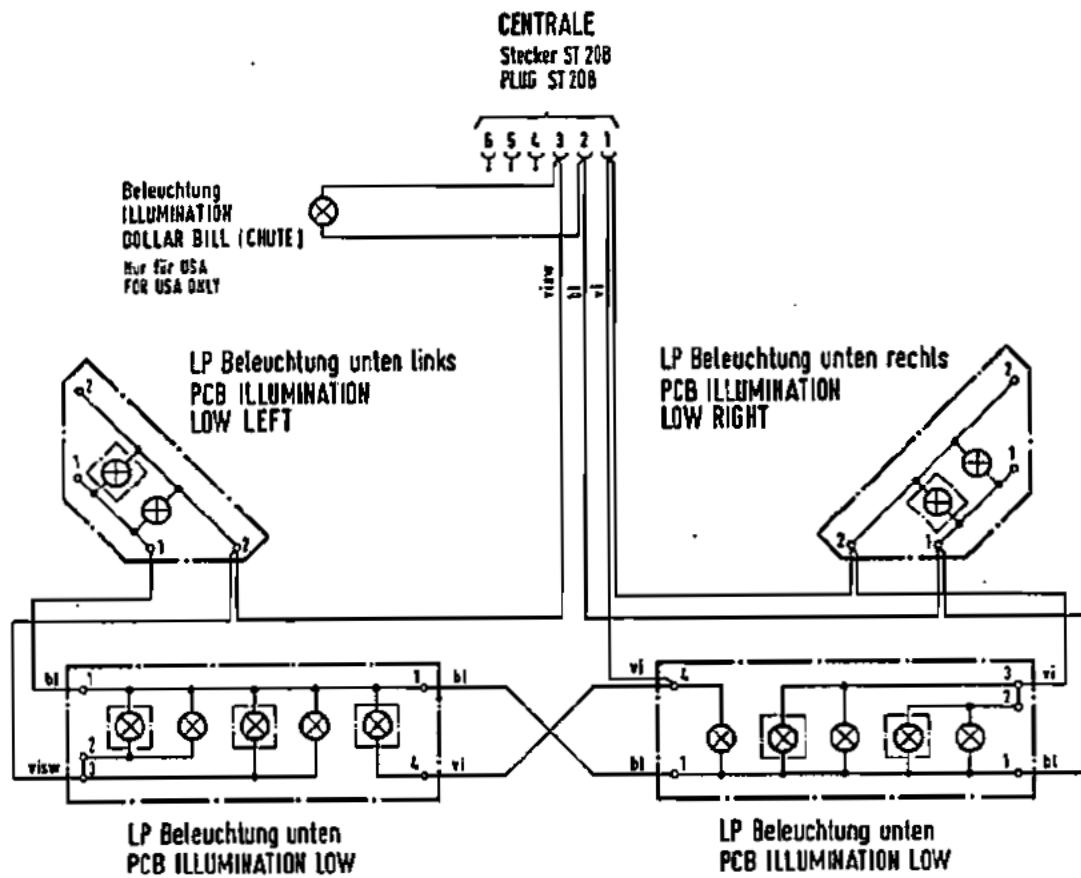 CENTRALE
Stecker ST 20B
PLUG ST 20B
6 5 4 3 2 1
Beleuchtung
ILLUMINATION
DOLLAR BILL (CHUTE)
Nur für USA
FOR USA ONLY
visw bl vi
LP Beleuchtung unten links
PCB ILLUMINATION
LOW LEFT
LP Beleuchtung unten rechls
PCB ILLUMINATION
LOW RIGHT
2
1
1
2
2
1
2
1
bl 1
1 bl
2
visw 3
4 vi
vi 4
3 vi
2
bl 1
1 bl
LP Beleuchtung unten
PCB ILLUMINATION LOW
LP Beleuchtung unten
PCB ILLUMINATION LOW